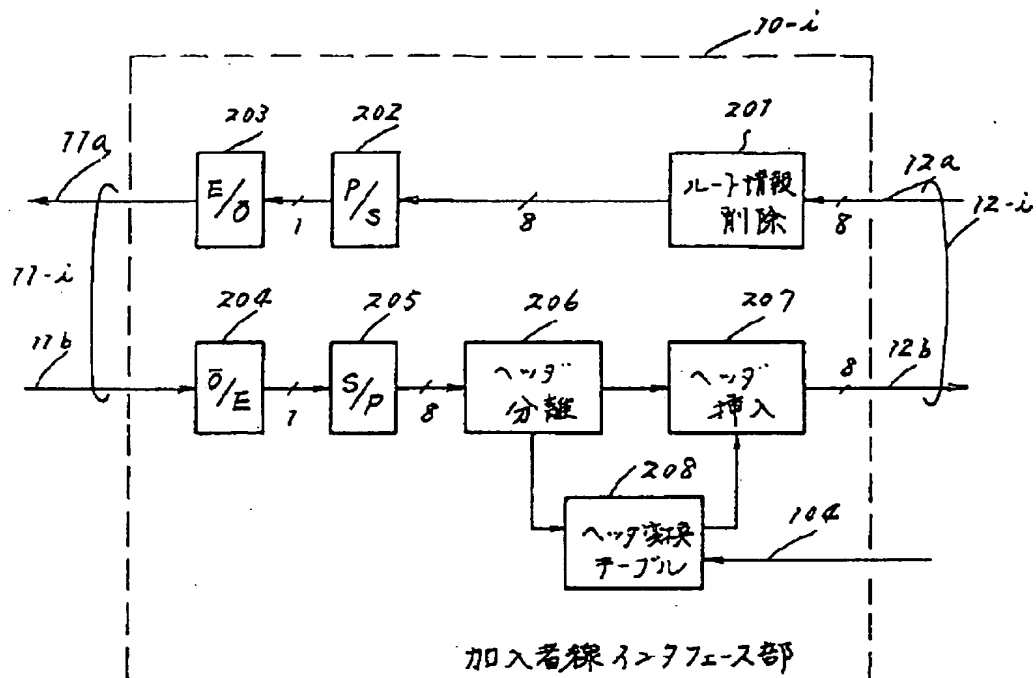 10-i
203
202
201
11a
E/O
P/S
ルート情報
削除
12a
1
8
8
12-i
11-i
204
205
206
207
11b
O/E
S/P
ヘッダ
分離
ヘッダ
挿入
8
12b
1
8
208
ヘッダ変換
テーブル
104
加入者線インタフェース部